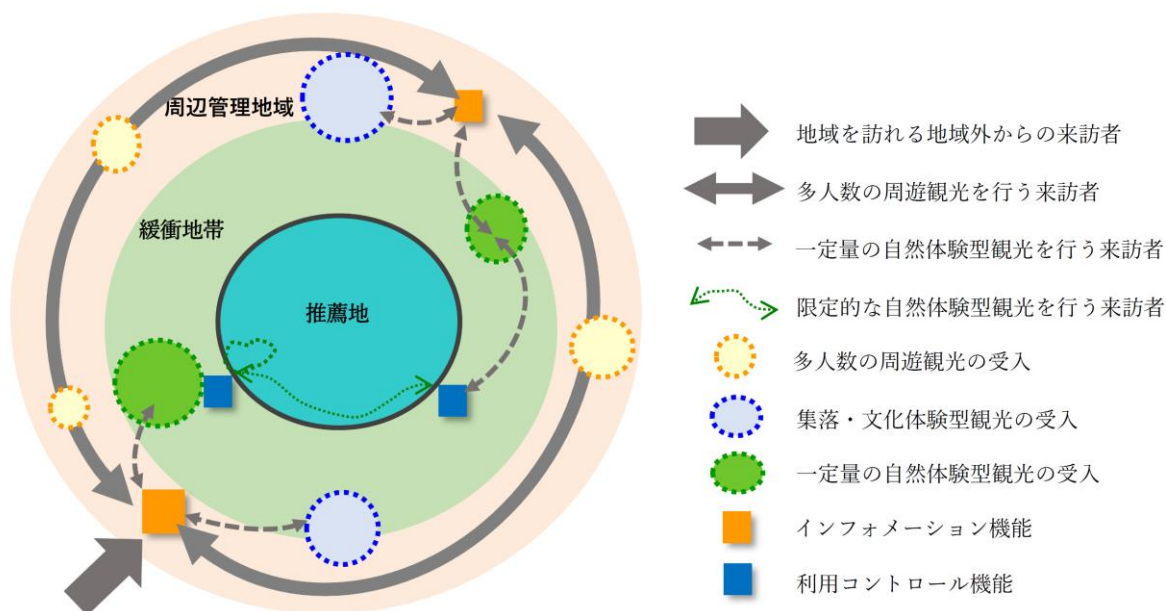 周辺管理地域
緩衝地帯
推薦地
地域を訪れる地域外からの来訪者
多人数の周遊観光を行う来訪者
一定量の自然体験型観光を行う来訪者
限定的な自然体験型観光を行う来訪者
多人数の周遊観光の受入
集落・文化体験型観光の受入
一定量の自然体験型観光の受入
インフォメーション機能
利用コントロール機能